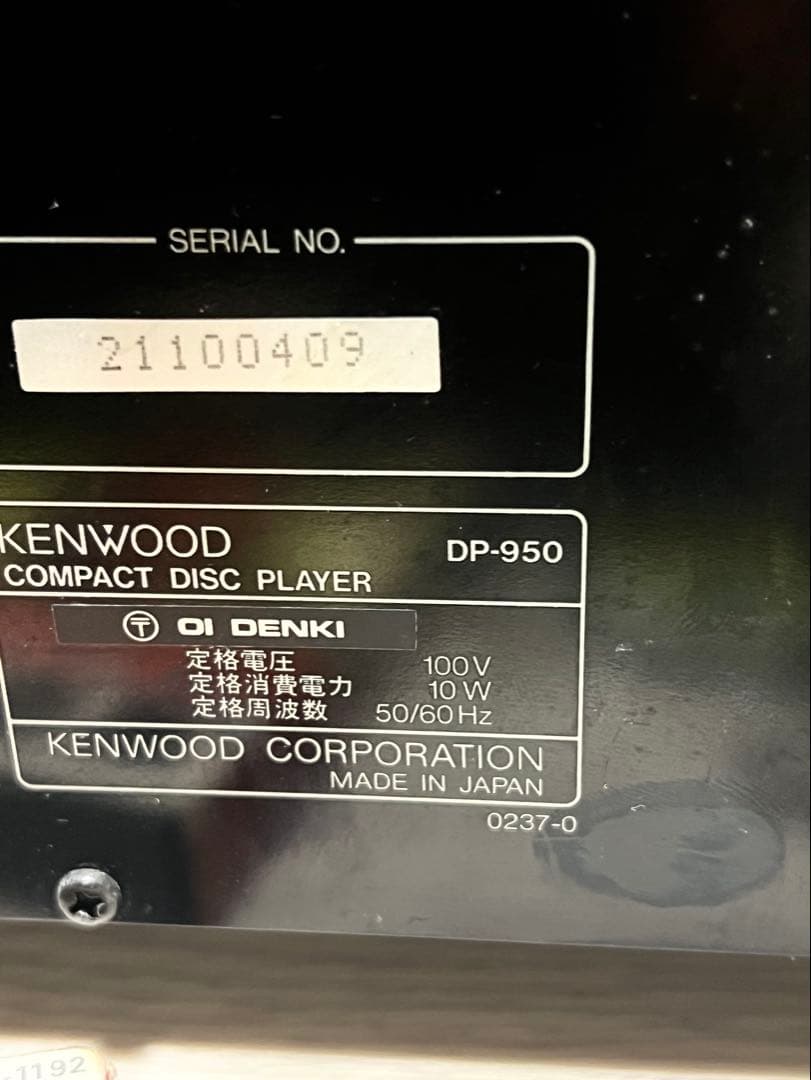 SERIAL NO.
21100409
KENWOOD DP-950
COMPACT DISC PLAYER
〒 OI DENKI
定格電圧 100V
定格消費電力 10W
定格周波数 50/60Hz
KENWOOD CORPORATION
MADE IN JAPAN
0237-0
-1192